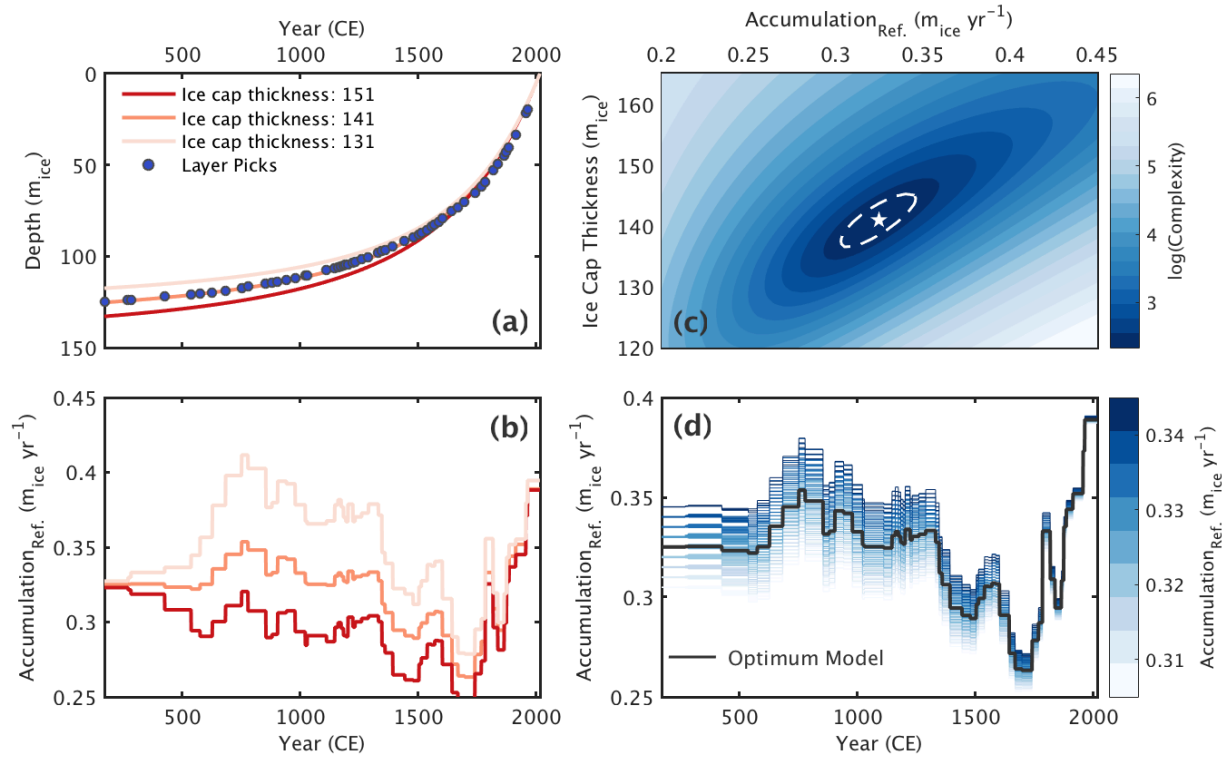 Year (CE)
500 1000 1500 2000
0
50
100
150
Depth (m_ice)
Ice cap thickness: 151
Ice cap thickness: 141
Ice cap thickness: 131
Layer Picks
(a)
Accumulation_Ref. (m_ice yr⁻¹)
0.2 0.25 0.3 0.35 0.4 0.45
160
150
140
130
120
Ice Cap Thickness (m_ice)
(c)
6
5
4
3
log(Complexity)
0.45
0.4
0.35
0.3
0.25
Accumulation_Ref. (m_ice yr⁻¹)
(b)
500 1000 1500 2000
Year (CE)
0.4
0.35
0.3
0.25
Accumulation_Ref. (m_ice yr⁻¹)
(d)
Optimum Model
500 1000 1500 2000
Year (CE)
0.34
0.33
0.32
0.31
Accumulation_Ref. (m_ice yr⁻¹)